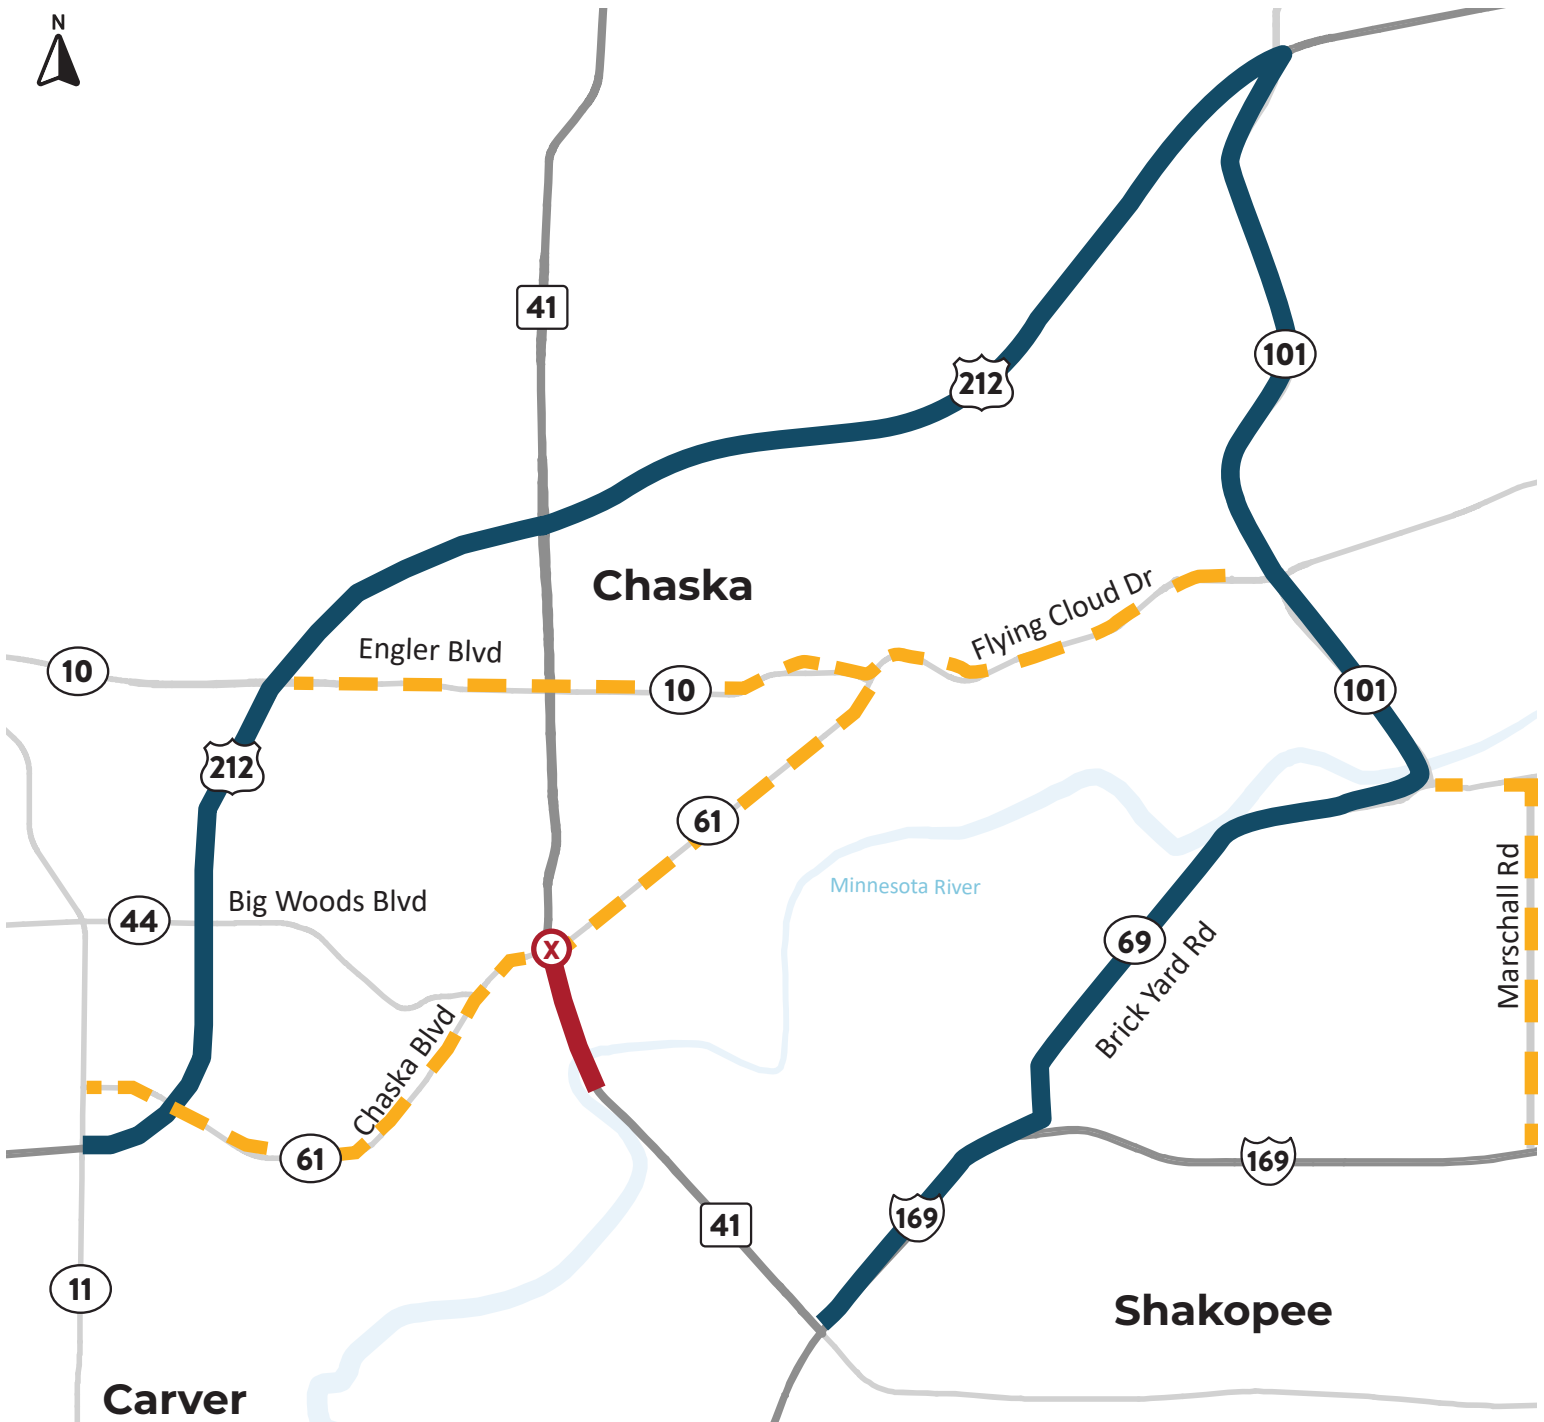 N
41
101
212
Chaska
Flying Cloud Dr
Engler Blvd
10
10
101
212
61
Minnesota River
Big Woods Blvd
44
Marschall Rd
69
Brick Yard Rd
X
Chaska Blvd
61
169
169
41
11
Shakopee
Carver